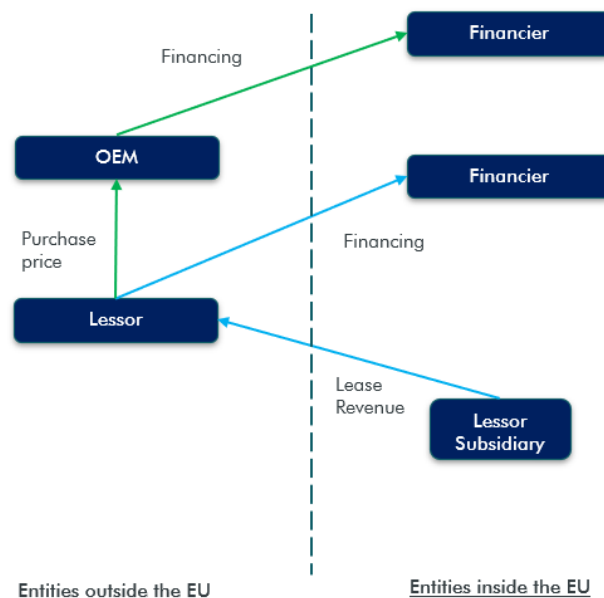 Financier
Financing
OEM
Financier
Purchase
price
Financing
Lessor
Lease
Revenue
Lessor
Subsidiary
Entities outside the EU
Entities inside the EU